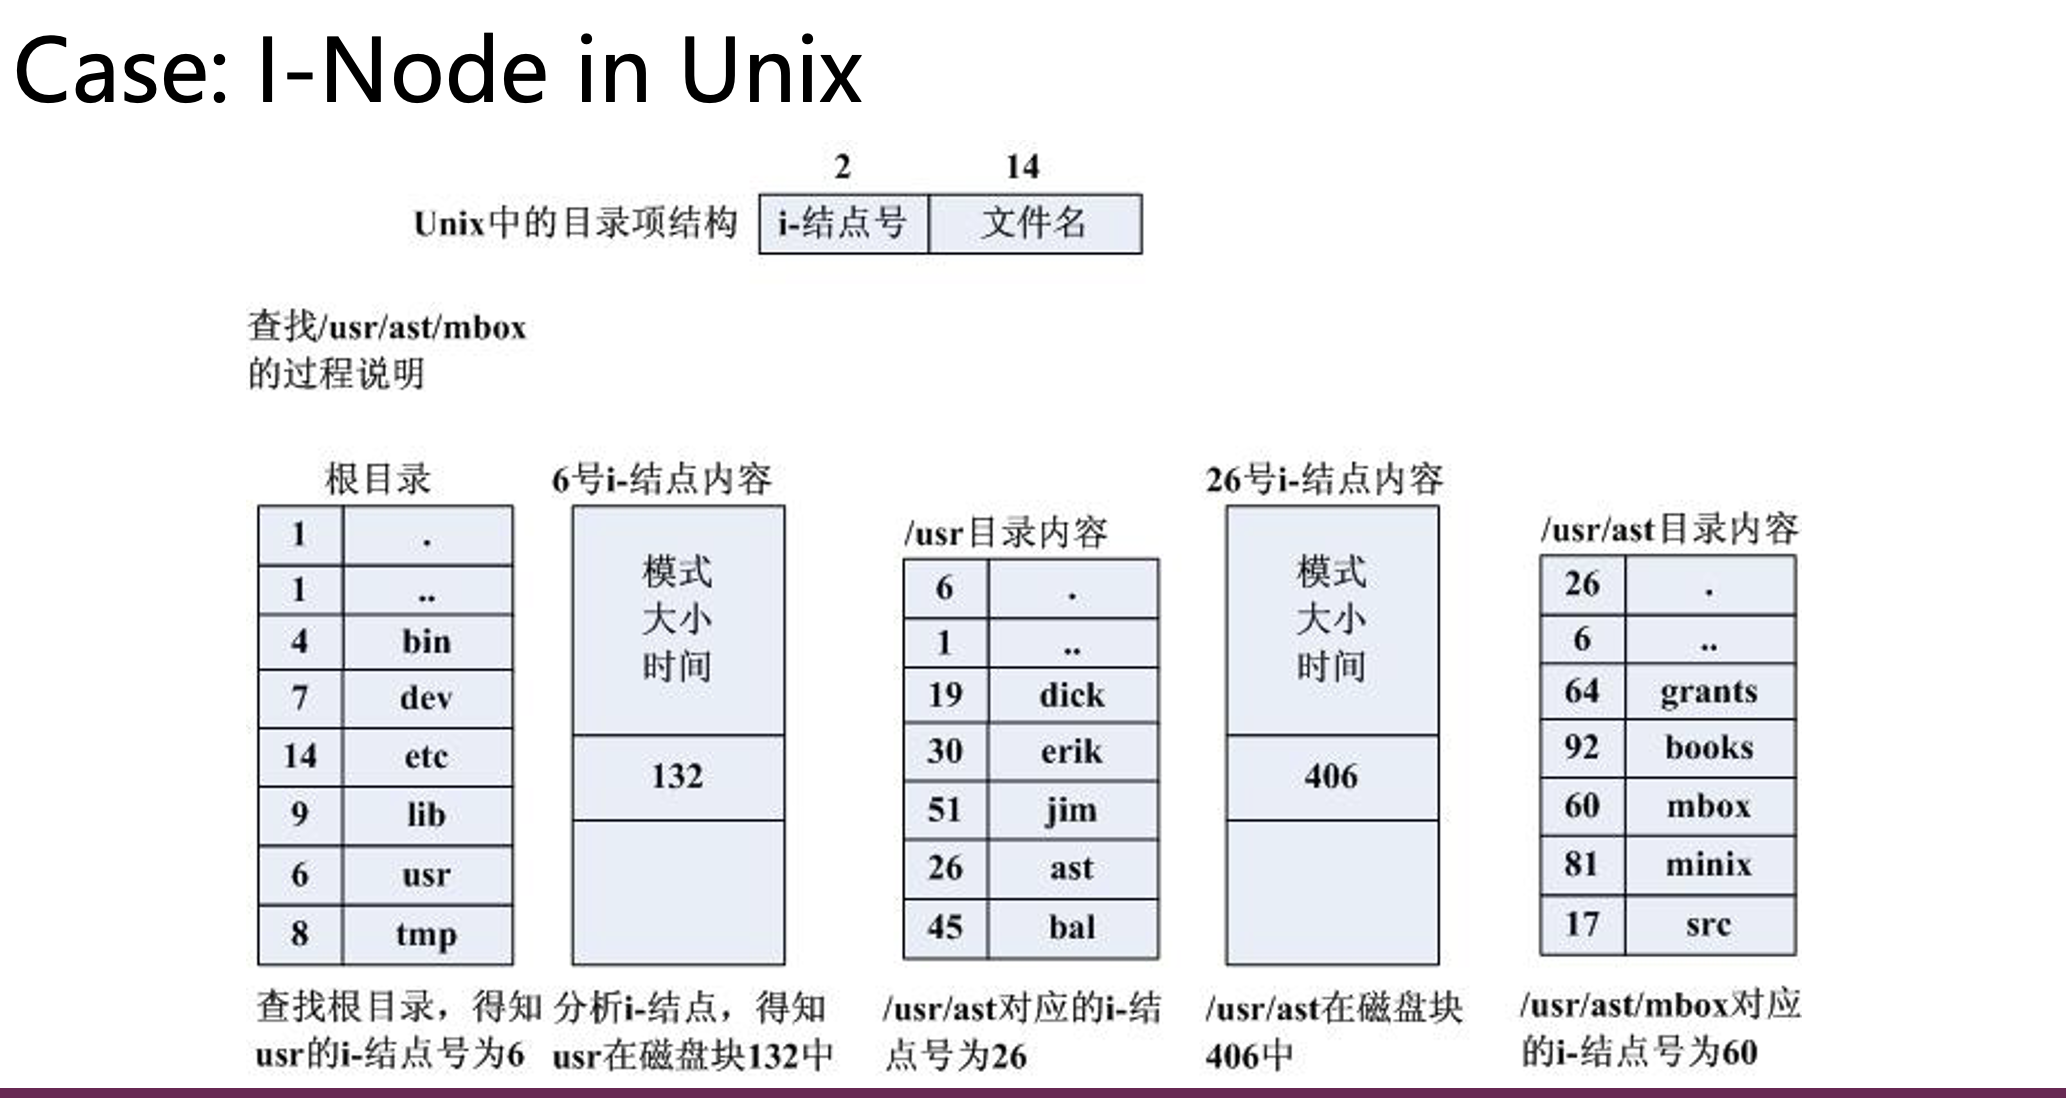 Case: I-Node in Unix
2 14
Unix中的目录项结构 i-结点号 文件名
查找/usr/ast/mbox
的过程说明
根目录
1 .
1 ..
4 bin
7 dev
14 etc
9 lib
6 usr
8 tmp
查找根目录，得知
usr的i-结点号为6
6号i-结点内容
模式
大小
时间
132
分析i-结点，得知
usr在磁盘块132中
/usr目录内容
6 .
1 ..
19 dick
30 erik
51 jim
26 ast
45 bal
/usr/ast对应的i-结
点号为26
26号i-结点内容
模式
大小
时间
406
/usr/ast在磁盘块
406中
/usr/ast目录内容
26 .
6 ..
64 grants
92 books
60 mbox
81 minix
17 src
/usr/ast/mbox对应
的i-结点号为60